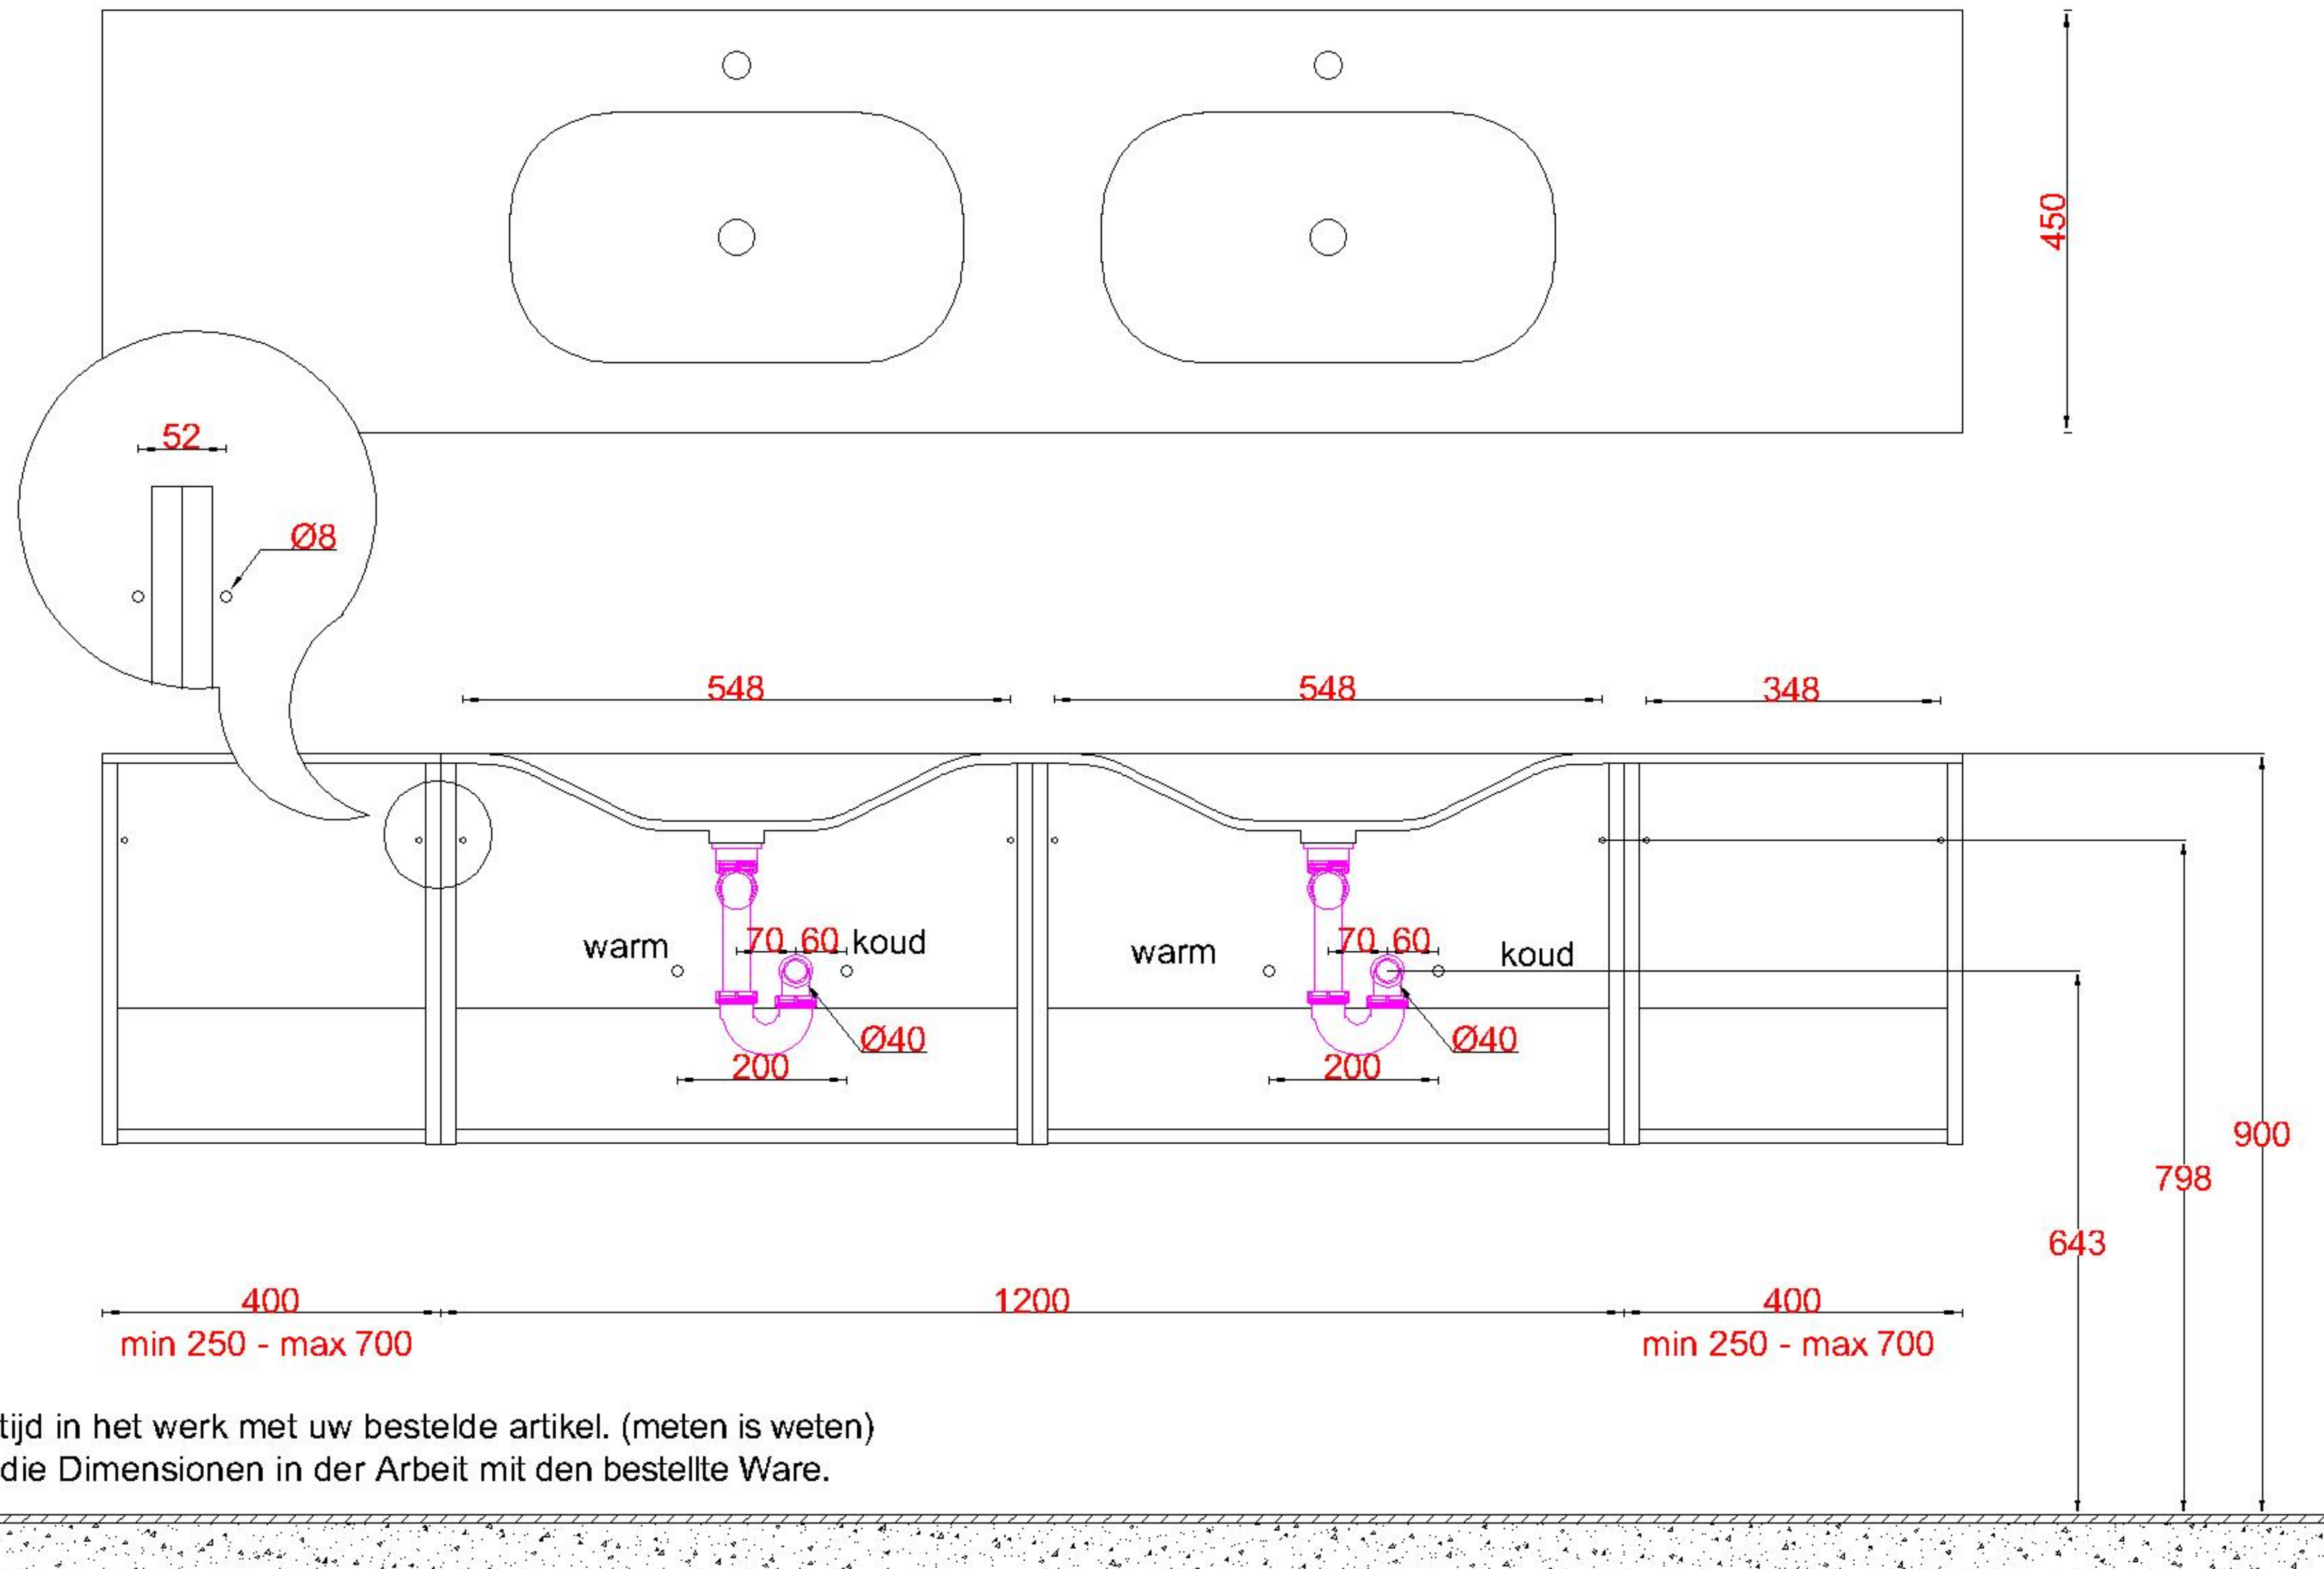 450
52
Ø8
548
548
348
warm
70
60
koud
warm
70
60
koud
Ø40
Ø40
200
200
900
798
643
400
1200
400
min 250 - max 700
min 250 - max 700
tijd in het werk met uw bestelde artikel. (meten is weten)
die Dimensionen in der Arbeit mit den bestellte Ware.